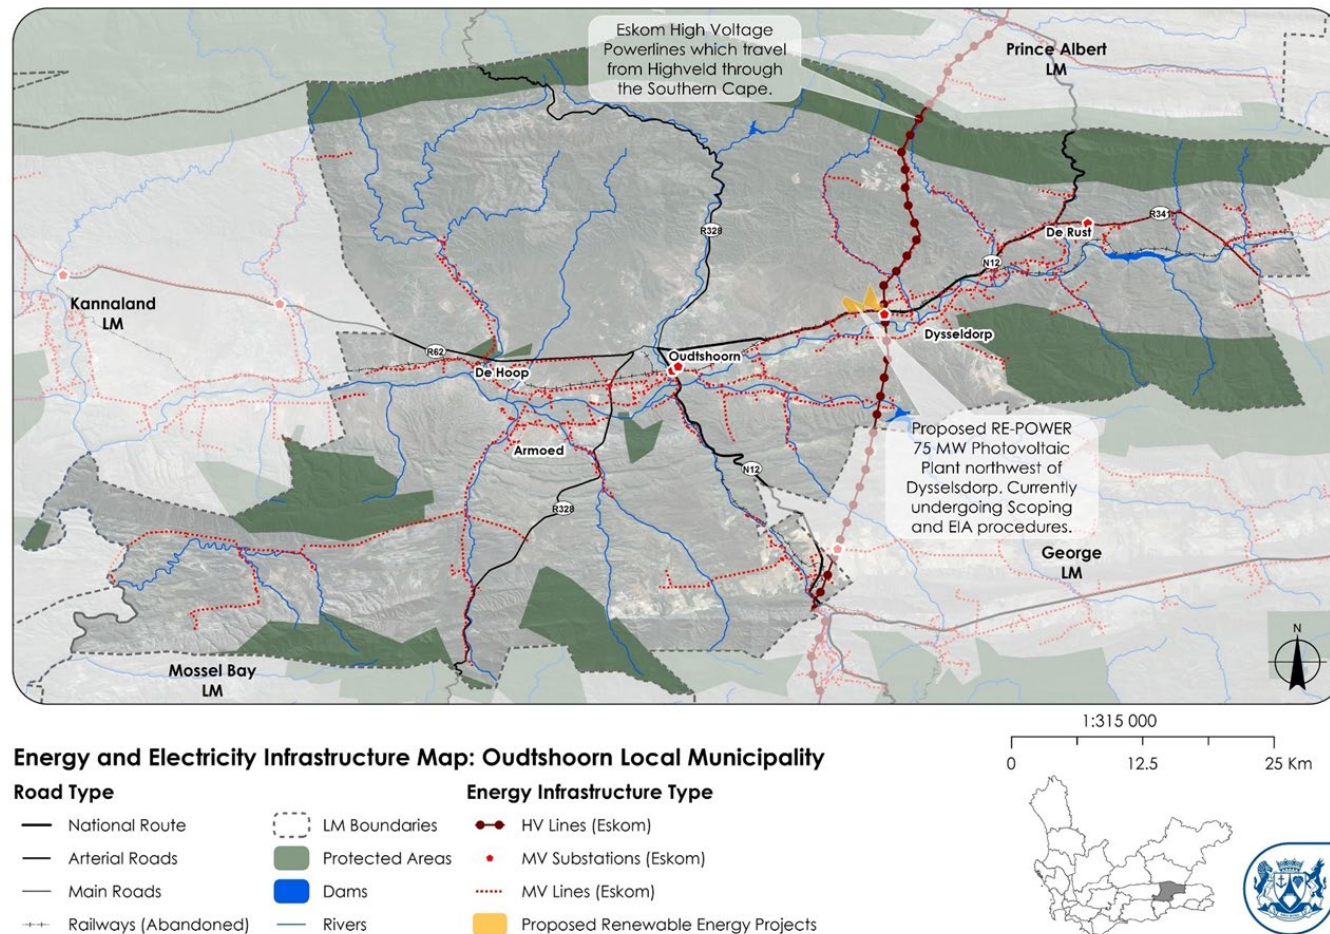 Eskom High Voltage
Powerlines which travel
from Highveld through
the Southern Cape.
Prince Albert
LM
R328
R341
De Rust
N12
Kannaland
LM
Dysseldorp
R62
Oudtshoorn
De Hoop
Armoed
N12
R328
Proposed RE-POWER
75 MW Photovoltaic
Plant northwest of
Dysselsdorp. Currently
undergoing Scoping
and EIA procedures.
George
LM
Mossel Bay
LM
N
1:315 000
0 12.5 25 Km
Energy and Electricity Infrastructure Map: Oudtshoorn Local Municipality
Road Type
National Route
Arterial Roads
Main Roads
Railways (Abandoned)
LM Boundaries
Protected Areas
Dams
Rivers
Energy Infrastructure Type
HV Lines (Eskom)
MV Substations (Eskom)
MV Lines (Eskom)
Proposed Renewable Energy Projects